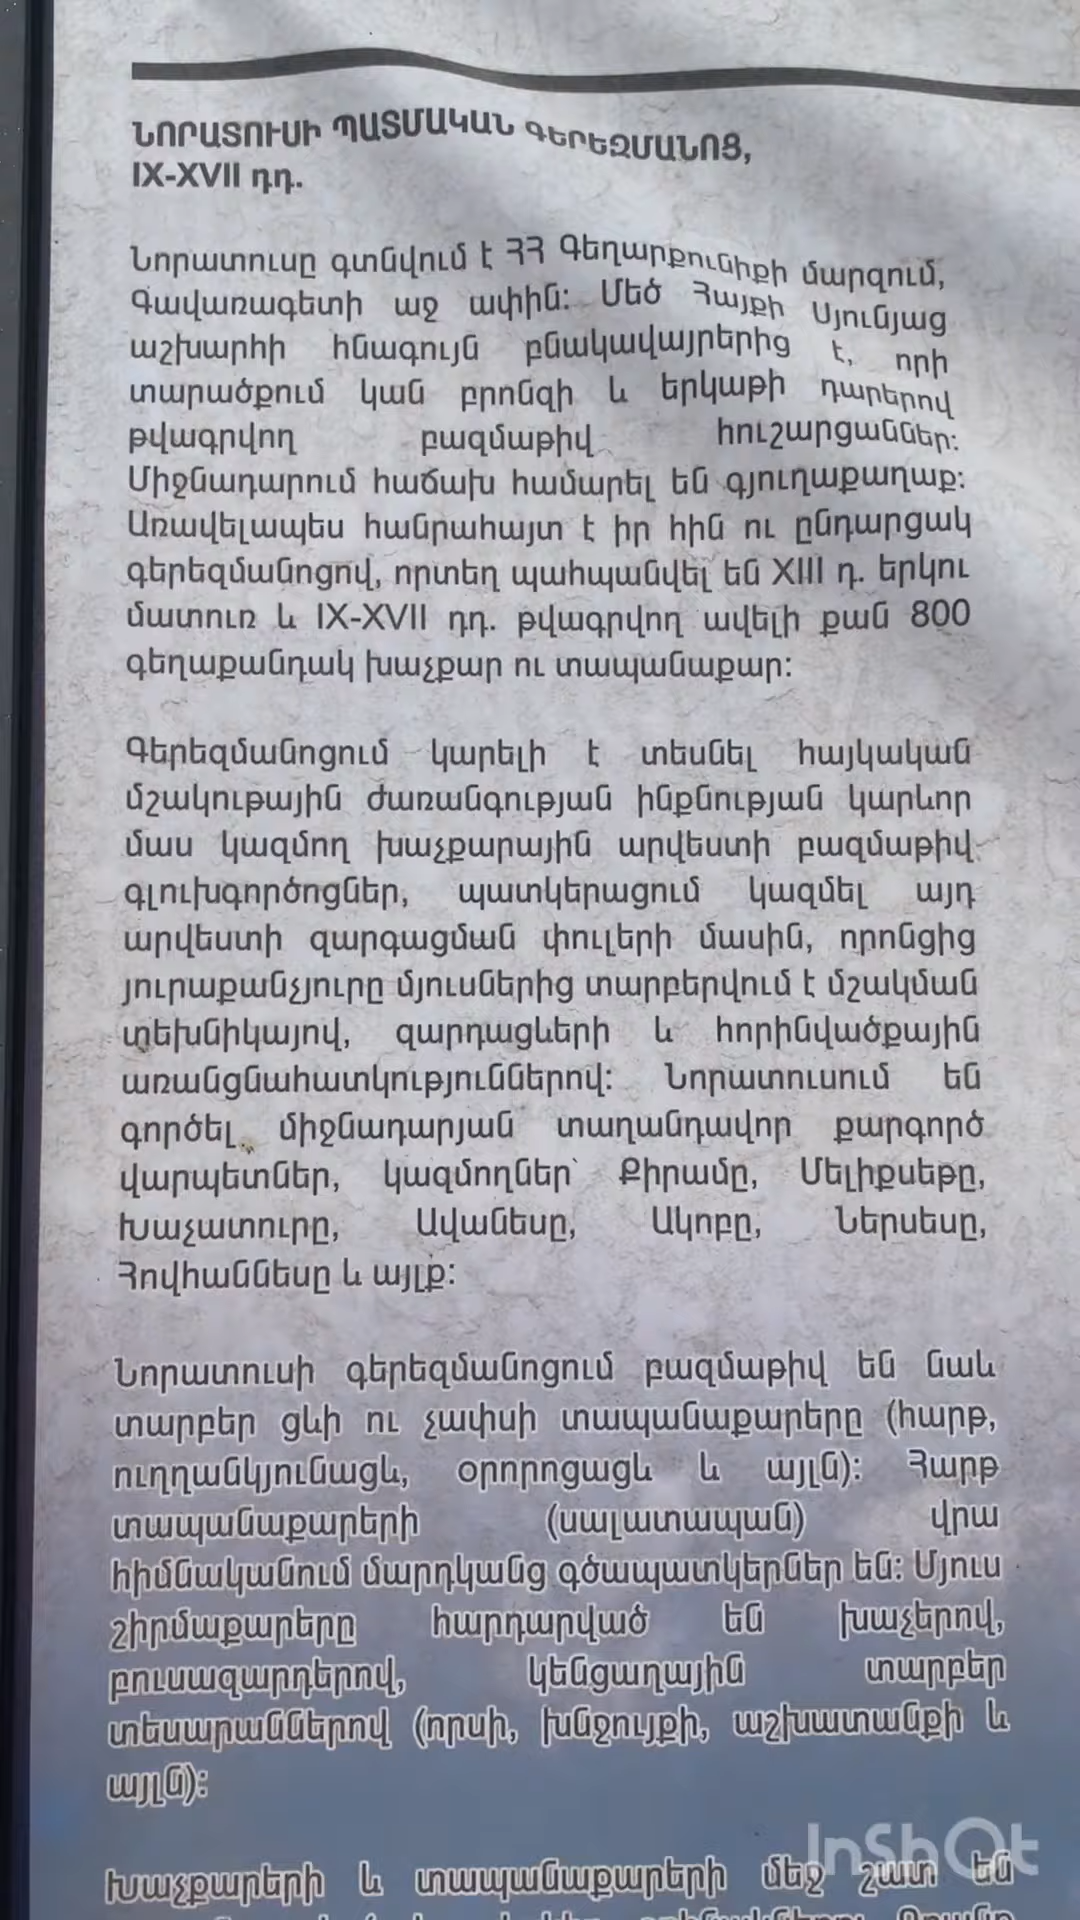 ՆՈՐԱՏՈՒՍԻ ՊԱՏՄԱԿԱՆ ԳԵՐԵԶՄԱՆՈՑ,
IX-XVII դդ.
Նորատուսը գտնվում է ՀՀ Գեղարքունիքի մարզում,
Գավառագետի աջ ափին: Մեծ Հայքի Սյունյաց
աշխարհի հնագույն բնակավայրերից է, որի
տարածքում կան բրոնզի և երկաթի դարերով
թվագրվող բազմաթիվ հուշարցաններ:
Միջնադարում հաճախ համարել են գյուղաքաղաք:
Առավելապես հանրահայտ է իր հին ու ընդարցակ
գերեզմանոցով, որտեղ պահպանվել են XIII դ. երկու
մատուռ և IX-XVII դդ. թվագրվող ավելի քան 800
գեղաքանդակ խաչքար ու տապանաքար:
Գերեզմանոցում կարելի է տեսնել հայկական
մշակութային ժառանգության ինքնության կարևոր
մաս կազմող խաչքարային արվեստի բազմաթիվ
գլուխգործոցներ, պատկերացում կազմել այդ
արվեստի զարգացման փուլերի մասին, որոնցից
յուրաքանչյուրը մյուսներից տարբերվում է մշակման
տեխնիկայով, զարդացևերի և հորինվածքային
առանցնահատկություններով: Նորատուսում են
գործել միջնադարյան տաղանդավոր քարգործ
վարպետներ, կազմողներ՝ Քիրամը, Մելիքսեթը,
Խաչատուրը, Ավանեսը, Ակոբը, Ներսեսը,
Հովհաննեսը և այլք:
Նորատուսի գերեզմանոցում բազմաթիվ են նաև
տարբեր ցևի ու չափսի տապանաքարերը (հարթ,
ուղղանկյունացև, օրորոցացև և այլն): Հարթ
տապանաքարերի (սալատապան) վրա
հիմնականում մարդկանց գծապատկերներ են: Մյուս
շիրմաքարերը հարդարված են խաչերով,
բուսազարդերով, կենցաղային տարբեր
տեսարաններով (որսի, խնջույքի, աշխատանքի և
այլն):
Խաչքարերի և տապանաքարերի մեջ շատ են
InShOt